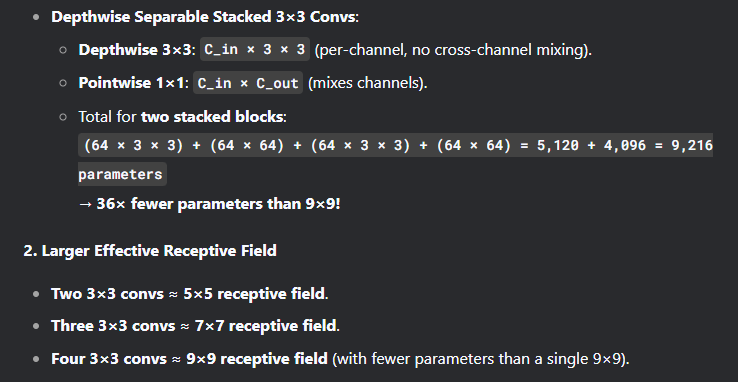 • Depthwise Separable Stacked 3×3 Convs:
◦ Depthwise 3×3: C_in × 3 × 3 (per-channel, no cross-channel mixing).
◦ Pointwise 1×1: C_in × C_out (mixes channels).
◦ Total for two stacked blocks:
(64 × 3 × 3) + (64 × 64) + (64 × 3 × 3) + (64 × 64) = 5,120 + 4,096 = 9,216
parameters
→ 36× fewer parameters than 9×9!
2. Larger Effective Receptive Field
• Two 3×3 convs ≈ 5×5 receptive field.
• Three 3×3 convs ≈ 7×7 receptive field.
• Four 3×3 convs ≈ 9×9 receptive field (with fewer parameters than a single 9×9).